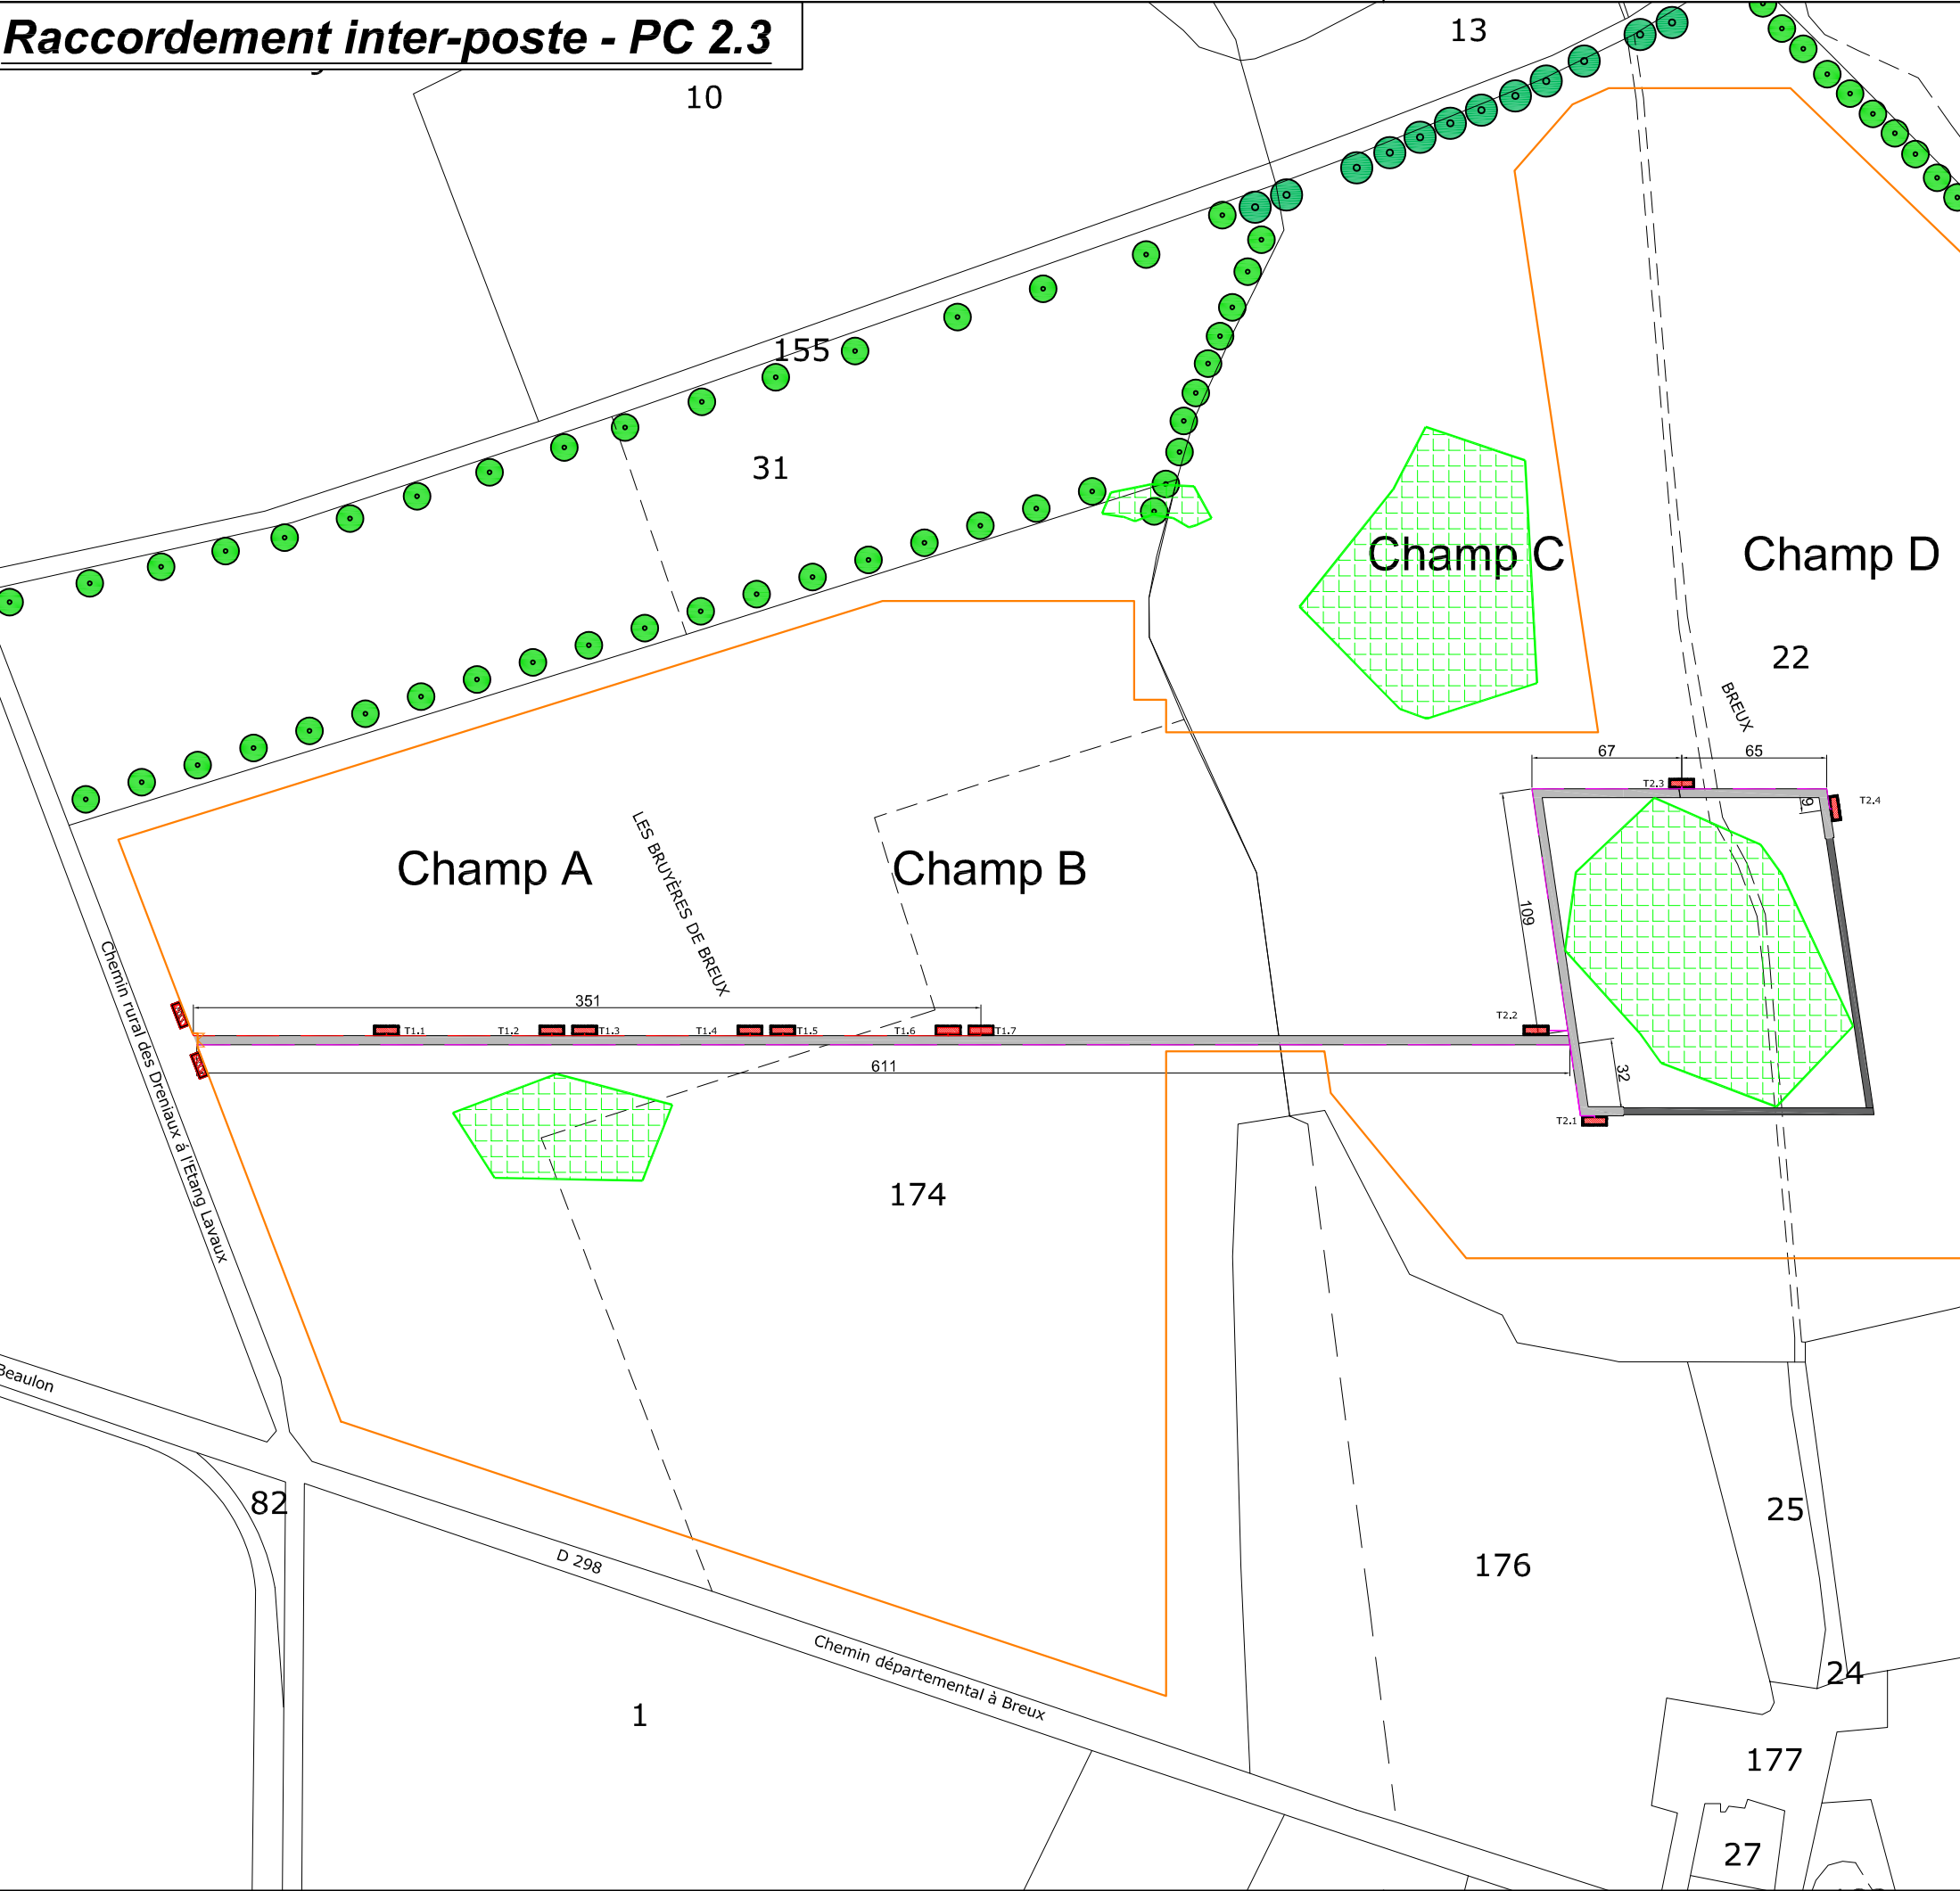 Raccordement inter-poste - PC 2.3
13
10
155
31
Champ C
Champ D
22
BREUX
67
65
T2.3
T2.4
9
LES BRUYÈRES DE BREUX
Champ A
Champ B
109
Chemin rural des Dreniaux á l'Etang Lavaux
351
T1.1
T1.2
T1.3
T1.4
T1.5
T1.6
T1.7
T2.2
611
32
T2.1
174
Beaulon
82
D 298
25
176
Chemin départemental à Breux
24
1
177
27